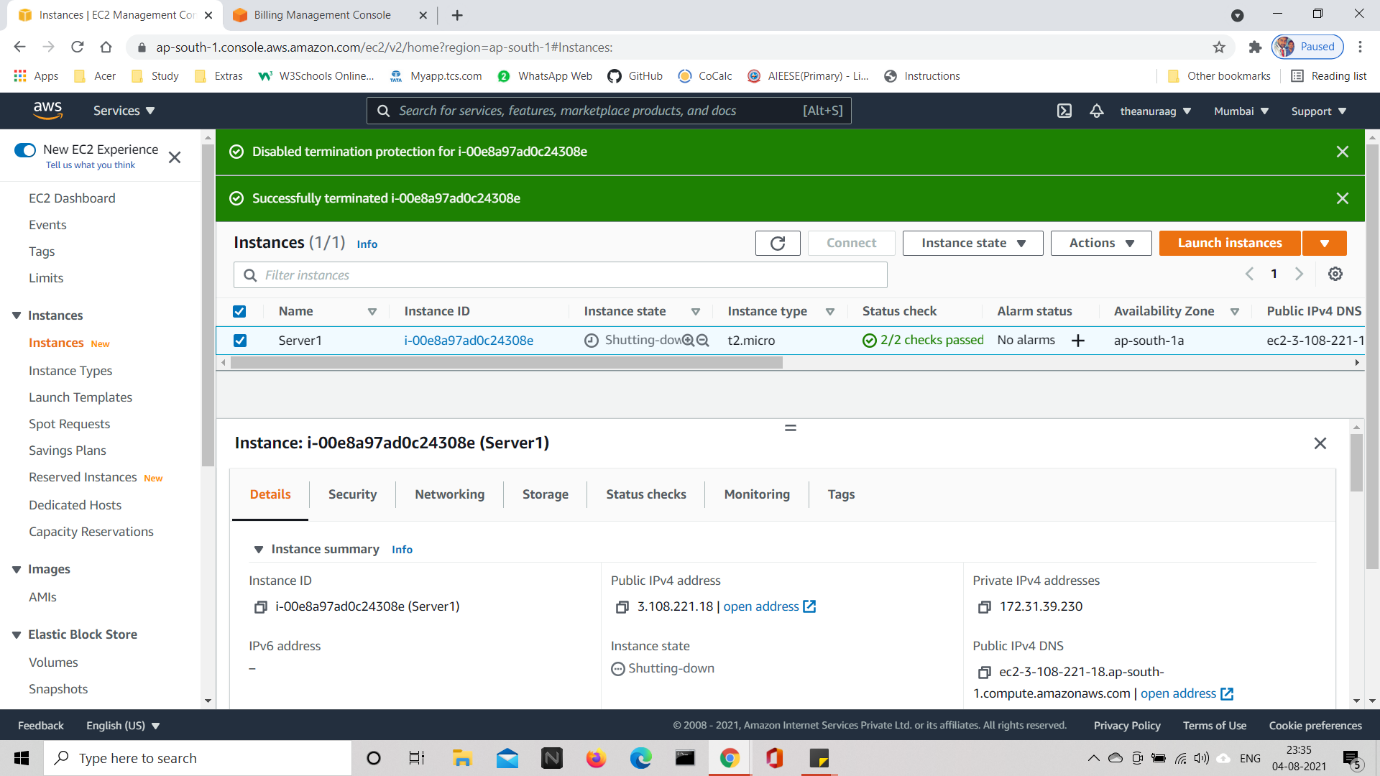 Instances | EC2 Management Con
Billing Management Console
ap-south-1.console.aws.amazon.com/ec2/v2/home?region=ap-south-1#Instances:
Paused
Apps
Acer
Study
Extras
W3Schools Online...
Myapp.tcs.com
WhatsApp Web
GitHub
CoCalc
AIEESE(Primary) - Li...
Instructions
Other bookmarks
Reading list
aws
Services
Search for services, features, marketplace products, and docs
[Alt+S]
theanuraag
Mumbai
Support
New EC2 Experience
Tell us what you think
EC2 Dashboard
Events
Tags
Limits
Instances
Instances New
Instance Types
Launch Templates
Spot Requests
Savings Plans
Reserved Instances New
Dedicated Hosts
Capacity Reservations
Images
AMIs
Elastic Block Store
Volumes
Snapshots
Disabled termination protection for i-00e8a97ad0c24308e
Successfully terminated i-00e8a97ad0c24308e
Instances (1/1) Info
Connect
Instance state
Actions
Launch instances
Filter instances
1
Name
Instance ID
Instance state
Instance type
Status check
Alarm status
Availability Zone
Public IPv4 DNS
Server1
i-00e8a97ad0c24308e
Shutting-dow
t2.micro
2/2 checks passed
No alarms
ap-south-1a
ec2-3-108-221-1
Instance: i-00e8a97ad0c24308e (Server1)
Details
Security
Networking
Storage
Status checks
Monitoring
Tags
Instance summary Info
Instance ID
i-00e8a97ad0c24308e (Server1)
Public IPv4 address
3.108.221.18 | open address
Private IPv4 addresses
172.31.39.230
IPv6 address
–
Instance state
Shutting-down
Public IPv4 DNS
ec2-3-108-221-18.ap-south-
1.compute.amazonaws.com | open address
Feedback
English (US)
© 2008 - 2021, Amazon Internet Services Private Ltd. or its affiliates. All rights reserved.
Privacy Policy
Terms of Use
Cookie preferences
Type here to search
ENG
23:35
04-08-2021
5